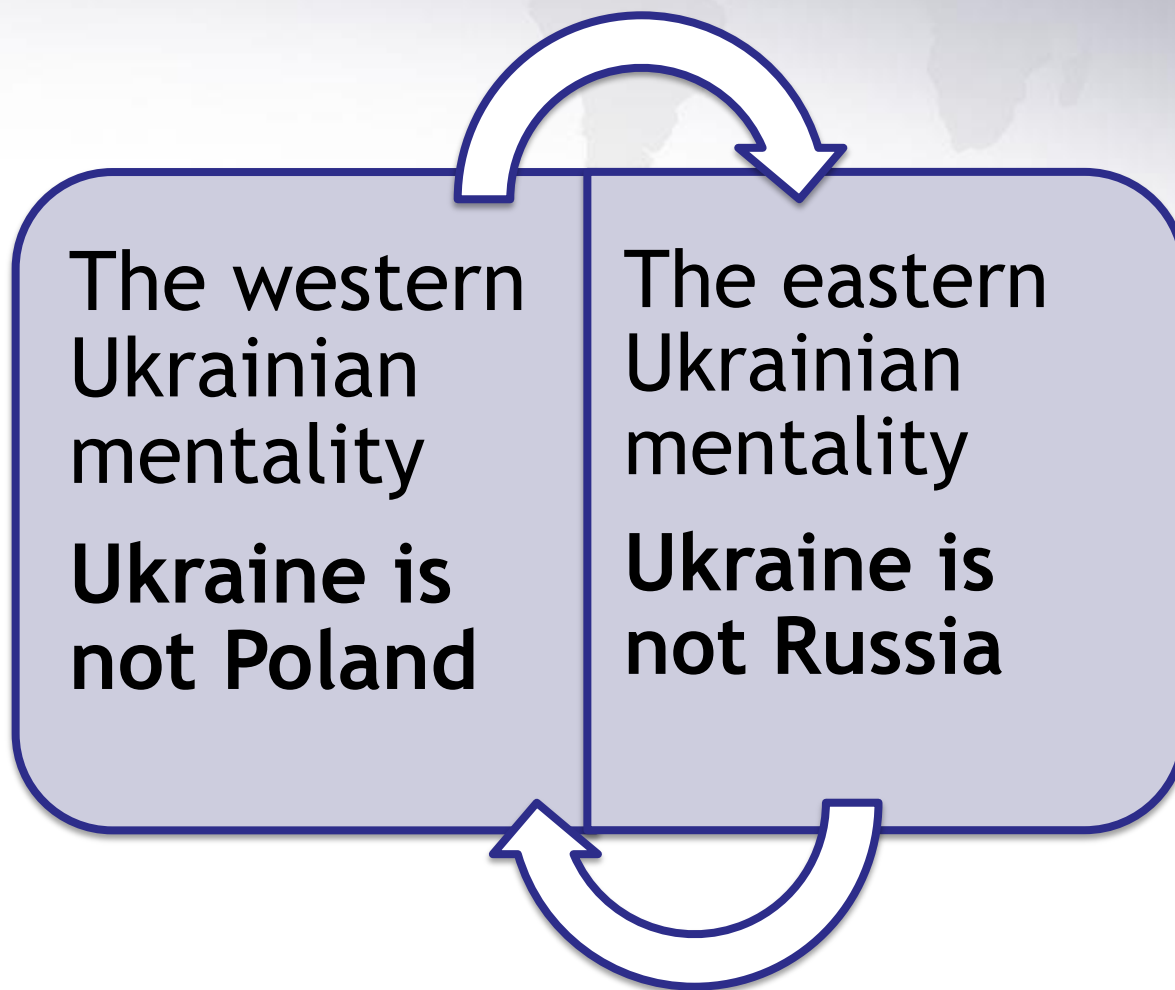 The western
Ukrainian
mentality
Ukraine is
not Poland
The eastern
Ukrainian
mentality
Ukraine is
not Russia